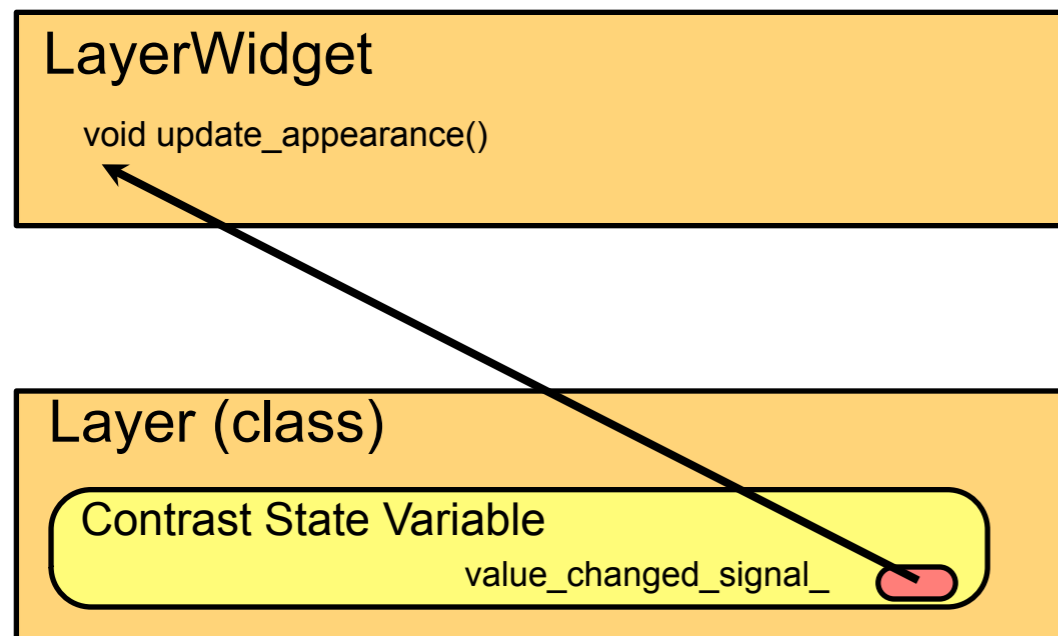 LayerWidget
void update_appearance()
Layer (class)
Contrast State Variable
value_changed_signal_